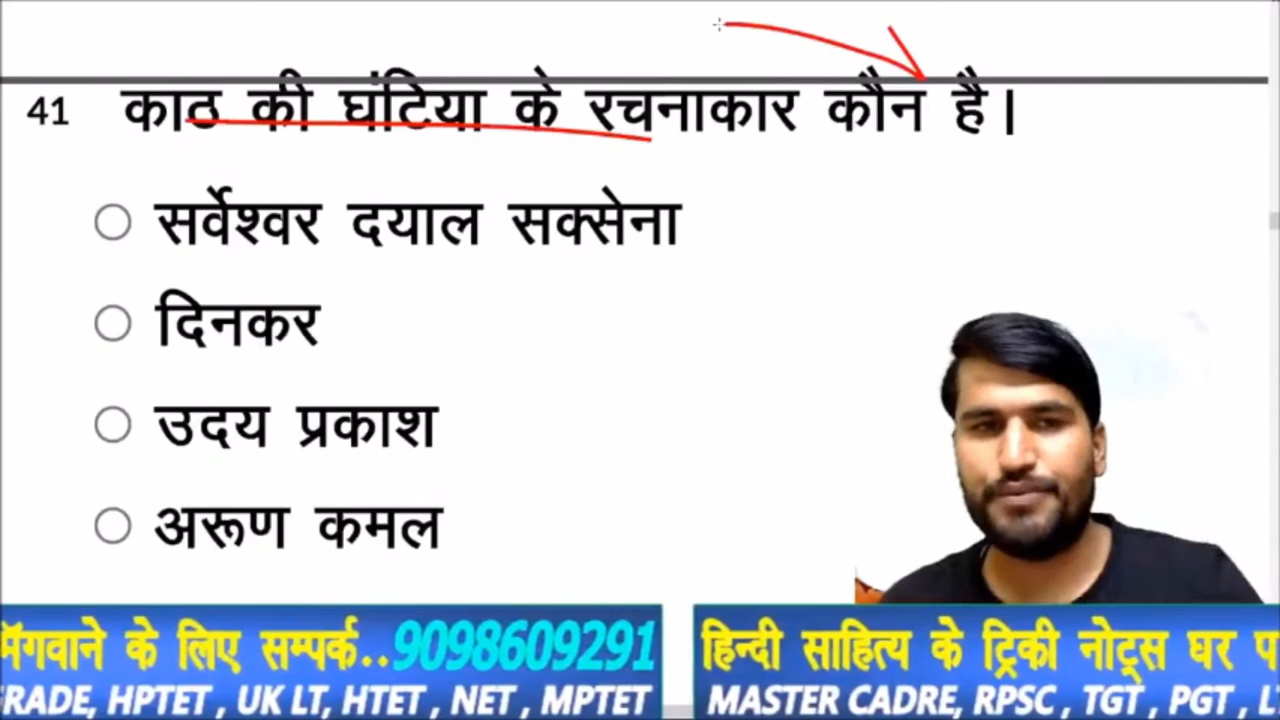 41 काठ की घंटिया के रचनाकार कौन है।
सर्वेश्वर दयाल सक्सेना
दिनकर
उदय प्रकाश
अरूण कमल
मँगवाने के लिए सम्पर्क..9098609291
हिन्दी साहित्य के ट्रिकी नोट्स घर
GRADE, HPTET, UK LT, HTET, NET, MPTET
MASTER CADRE, RPSC, TGT, PGT,